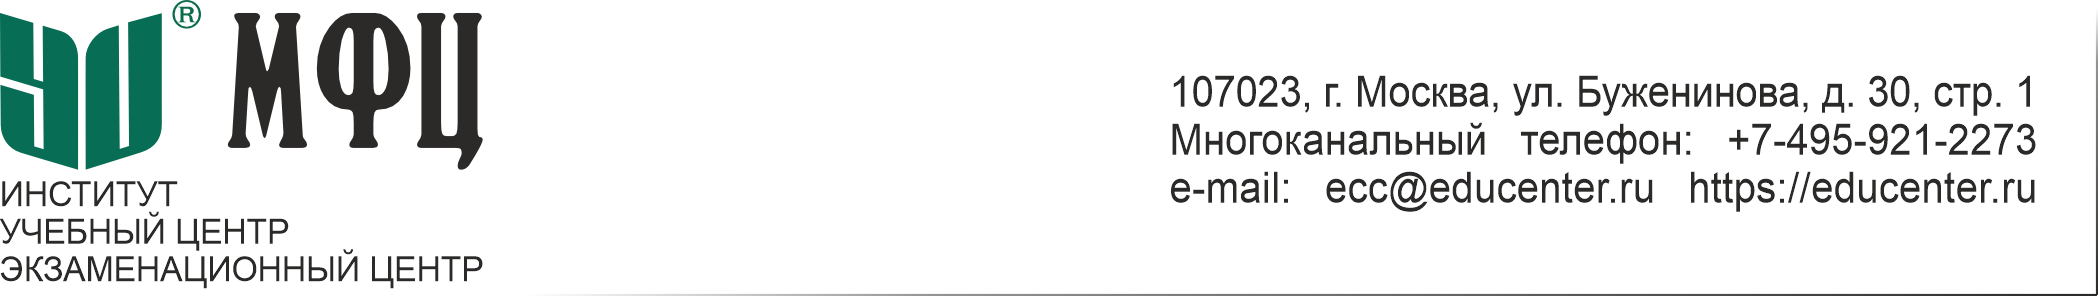 ® МФЦ
ИНСТИТУТ
УЧЕБНЫЙ ЦЕНТР
ЭКЗАМЕНАЦИОННЫЙ ЦЕНТР
107023, г. Москва, ул. Буженинова, д. 30, стр. 1
Многоканальный телефон: +7-495-921-2273
e-mail: ecc@educenter.ru https://educenter.ru